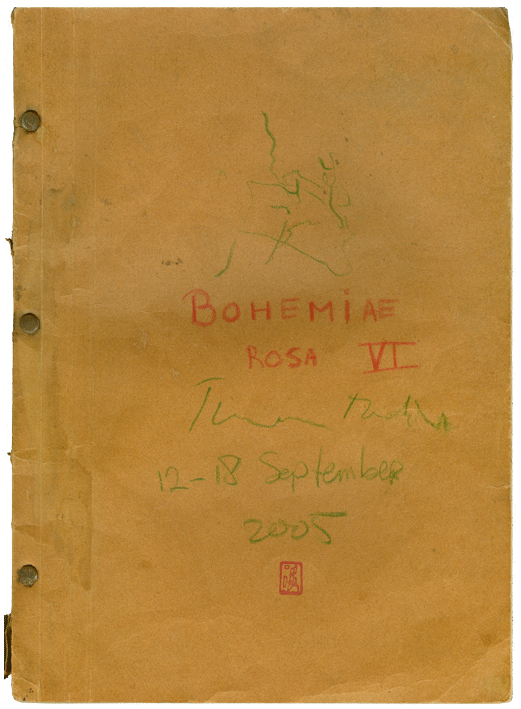 BOHEMIAE
ROSA VI
12-18 September
2005